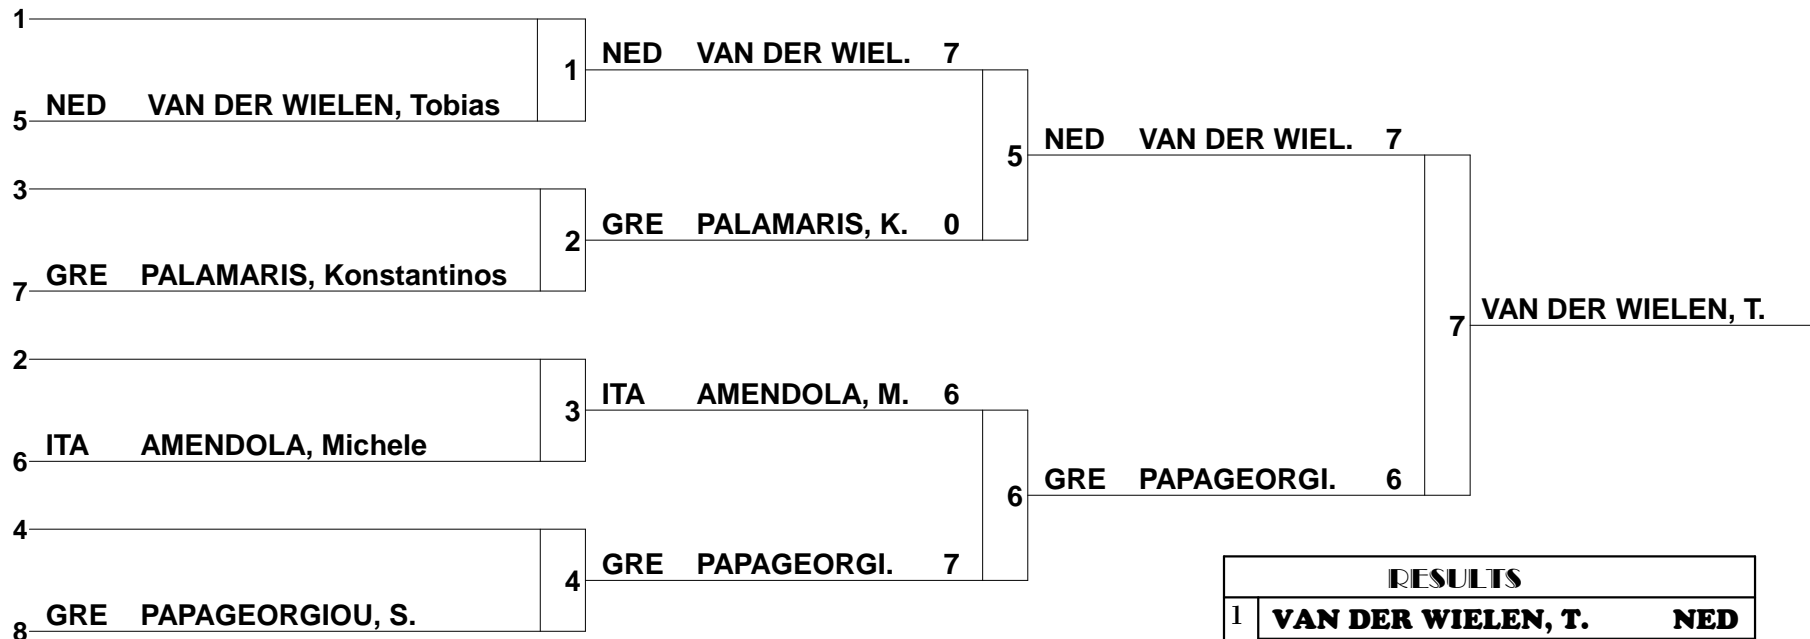 1
NED VAN DER WIEL. 7
1
NED VAN DER WIELEN, Tobias
5
NED VAN DER WIEL. 7
5
3
GRE PALAMARIS, K. 0
2
GRE PALAMARIS, Konstantinos
7
VAN DER WIELEN, T.
7
2
ITA AMENDOLA, M. 6
3
ITA AMENDOLA, Michele
6
GRE PAPAGEORGI. 6
6
4
GRE PAPAGEORGI. 7
4
GRE PAPAGEORGIOU, S.
8
RESULTS
1 VAN DER WIELEN, T. NED